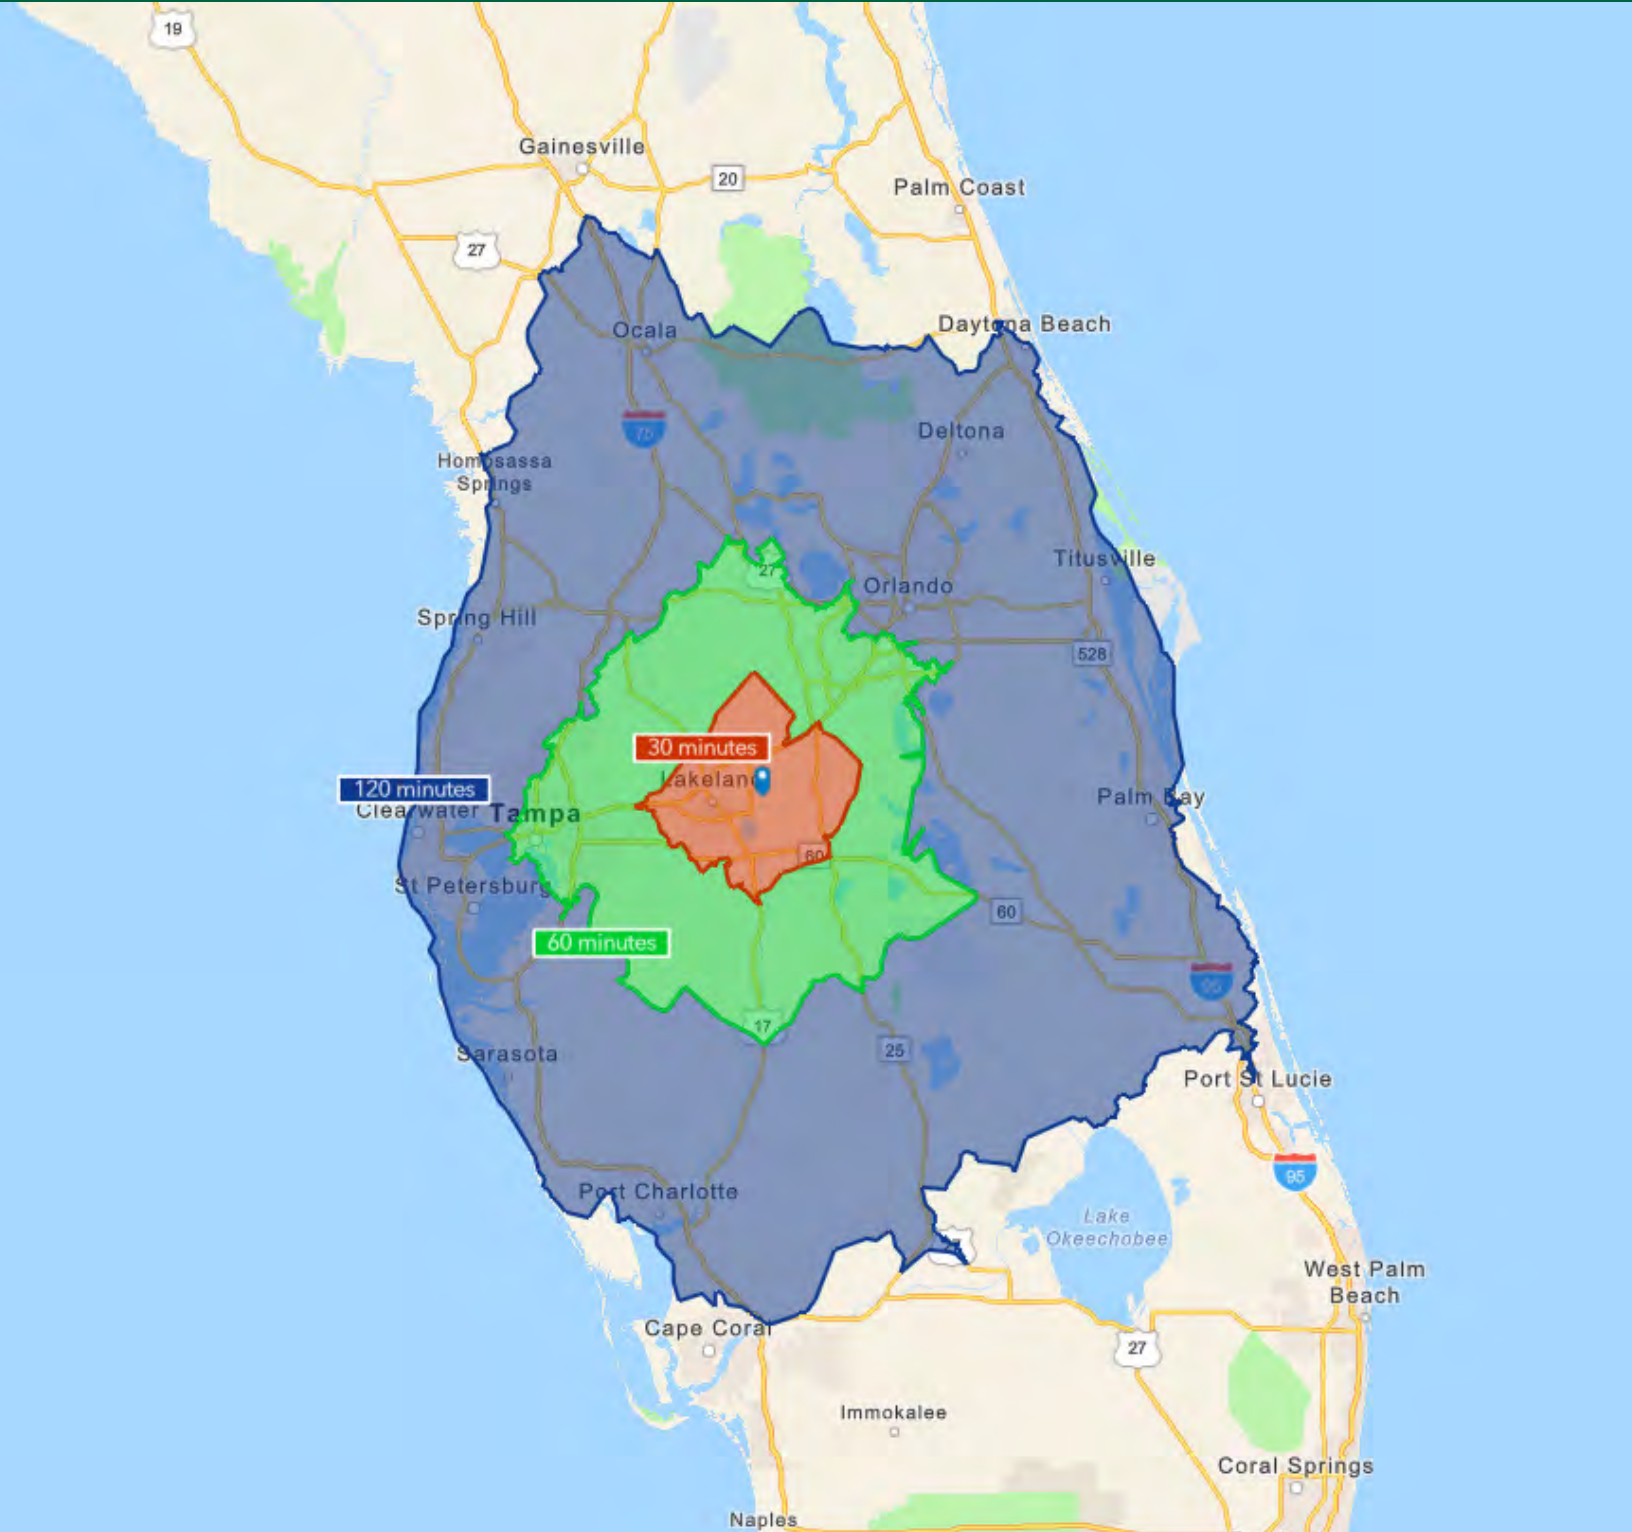 19
Gainesville
20
Palm Coast
27
Daytona Beach
Ocala
75
Deltona
Homosassa
Springs
Titusville
27
Orlando
Spring Hill
528
30 minutes
Lakeland
120 minutes
Clearwater
Tampa
Palm Bay
60
St Petersburg
60
60 minutes
95
17
25
Sarasota
Port St Lucie
95
Port Charlotte
Lake
Okeechobee
West Palm
Beach
Cape Coral
27
Immokalee
Coral Springs
Naples